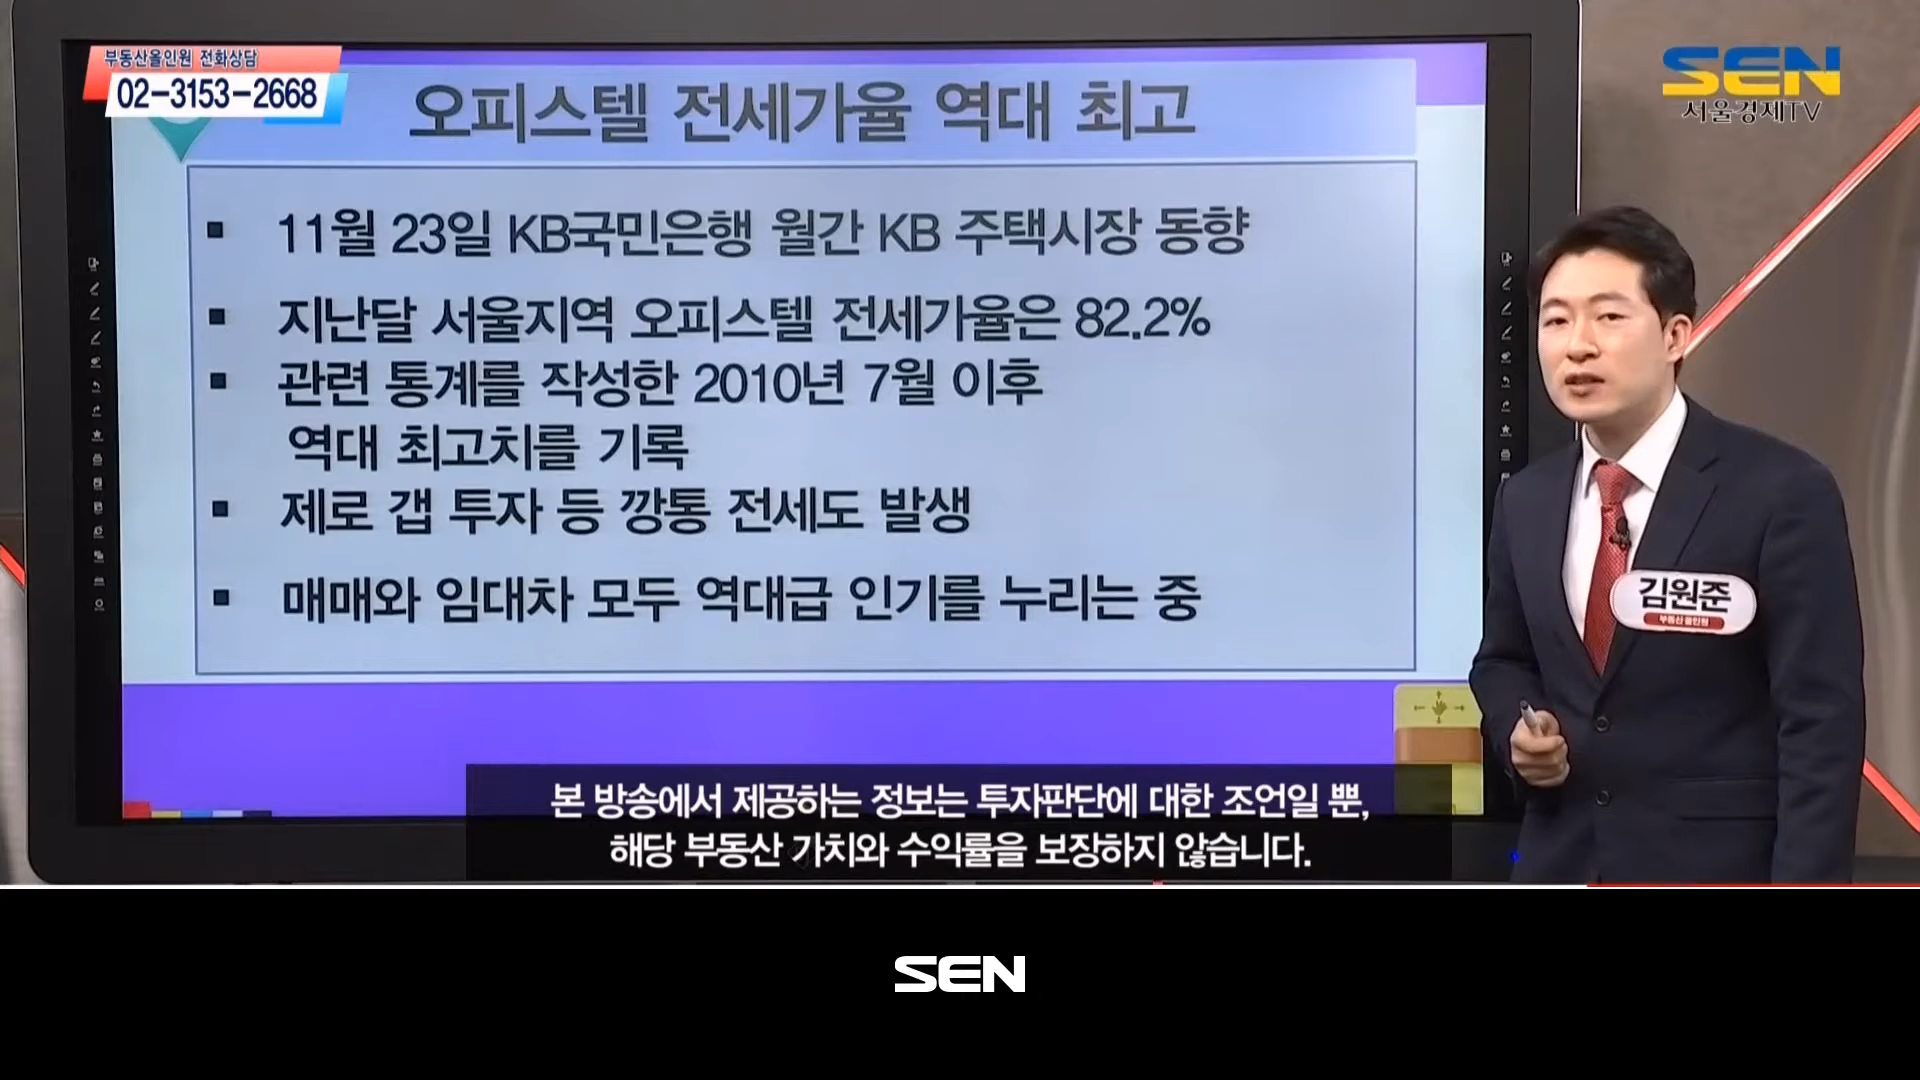 부동산올인원 전화상담
02-3153-2668
SEN
서울경제TV
오피스텔 전세가율 역대 최고
▪ 11월 23일 KB국민은행 월간 KB 주택시장 동향
▪ 지난달 서울지역 오피스텔 전세가율은 82.2%
▪ 관련 통계를 작성한 2010년 7월 이후
역대 최고치를 기록
▪ 제로 갭 투자 등 깡통 전세도 발생
▪ 매매와 임대차 모두 역대급 인기를 누리는 중
김원준
부동산 올인원
본 방송에서 제공하는 정보는 투자판단에 대한 조언일 뿐,
해당 부동산 가치와 수익률을 보장하지 않습니다.
SEN